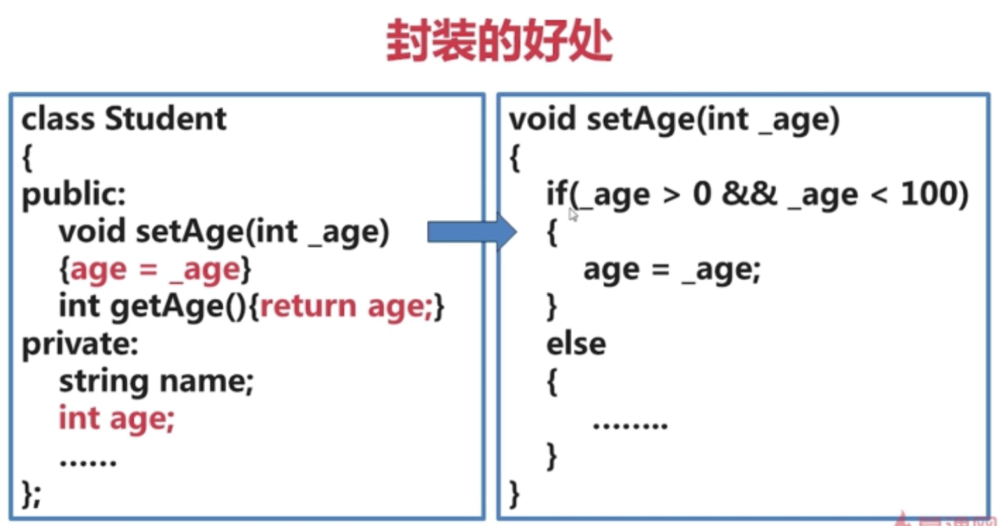 封装的好处
class Student
{
public:
void setAge(int _age)
{age = _age}
int getAge(){return age;}
private:
string name;
int age;
......
};
void setAge(int _age)
{
if(_age > 0 && _age < 100)
{
age = _age;
}
else
{
........
}
}